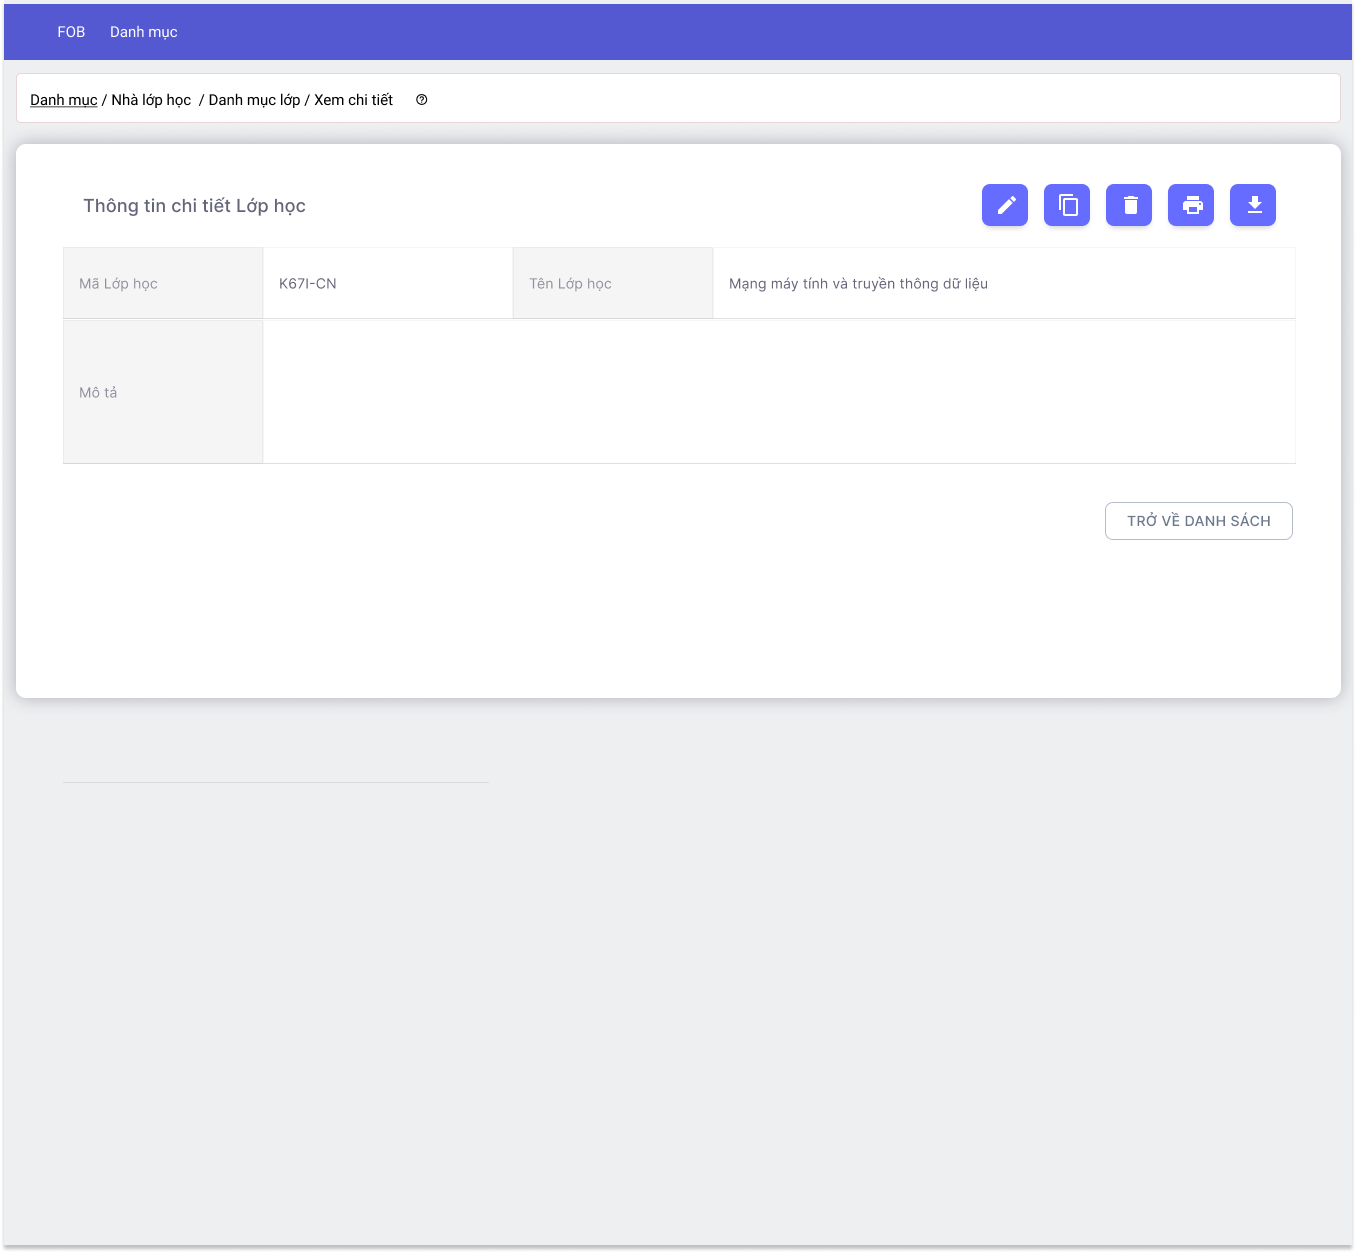 FOB Danh mục
Danh mục / Nhà lớp học / Danh mục lớp / Xem chi tiết
Thông tin chi tiết Lớp học
Mã Lớp học K67I-CN Tên Lớp học Mạng máy tính và truyền thông dữ liệu
Mô tả
TRỞ VỀ DANH SÁCH